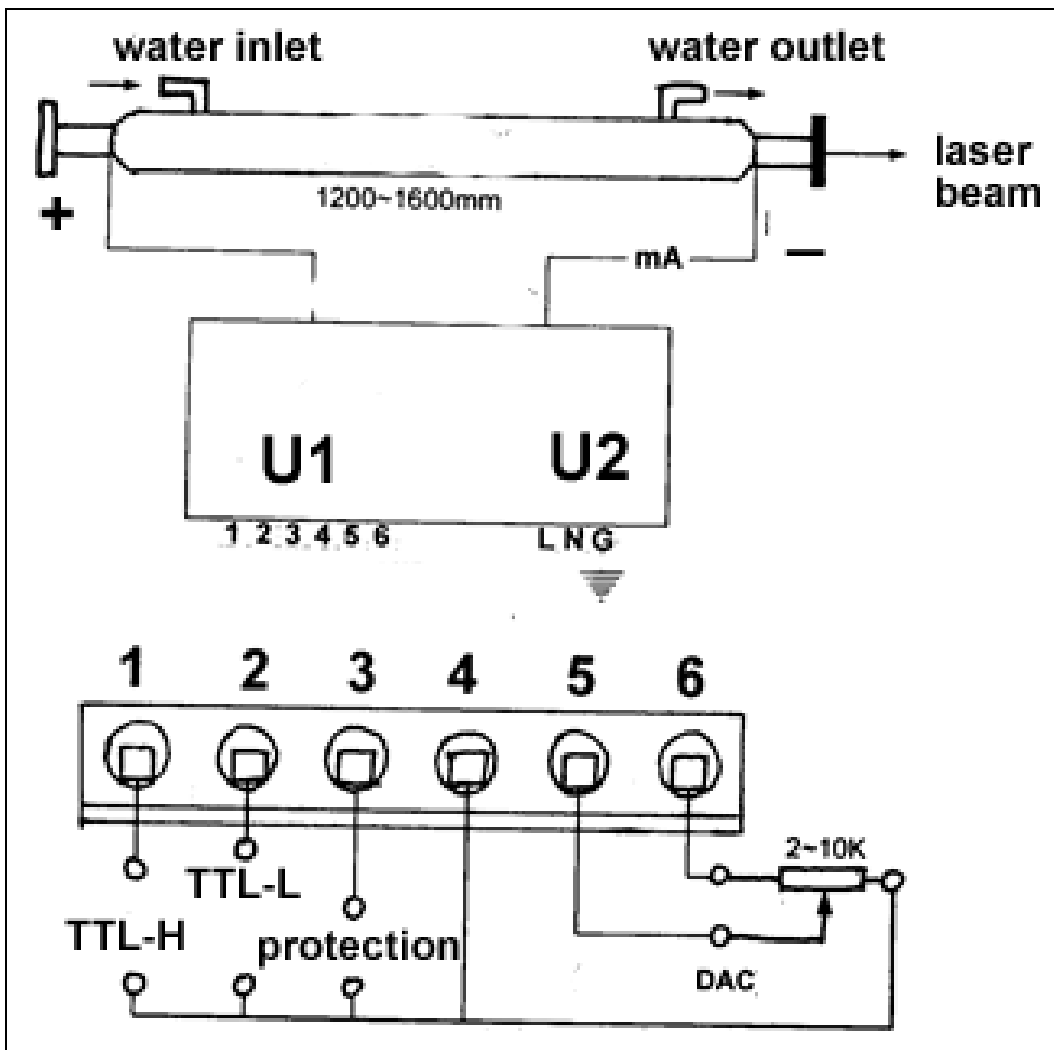 water inlet
water outlet
laser
beam
1200~1600mm
+
mA
—
U1
U2
1 2 3 4 5 6
L N G
1 2 3 4 5 6
2~10K
TTL-L
TTL-H
protection
DAC